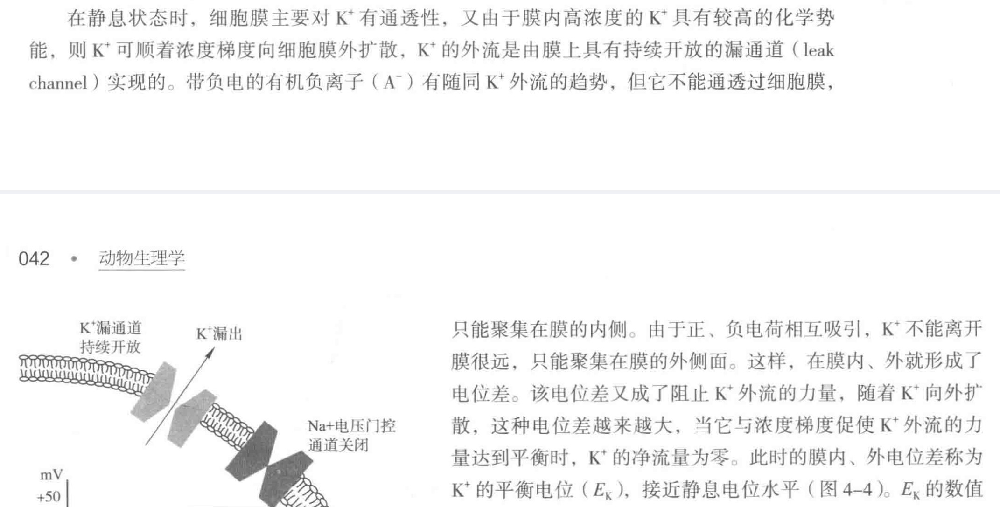 在静息状态时，细胞膜主要对 K⁺ 有通透性，又由于膜内高浓度的 K⁺ 具有较高的化学势
能，则 K⁺ 可顺着浓度梯度向细胞膜外扩散，K⁺ 的外流是由膜上具有持续开放的漏通道（leak
channel）实现的。带负电的有机负离子（A⁻）有随同 K⁺ 外流的趋势，但它不能通透过细胞膜，
042 • 动物生理学
K⁺漏通道
持续开放
K⁺漏出
Na+电压门控
通道关闭
mV
+50
只能聚集在膜的内侧。由于正、负电荷相互吸引，K⁺ 不能离开
膜很远，只能聚集在膜的外侧面。这样，在膜内、外就形成了
电位差。该电位差又成了阻止 K⁺ 外流的力量，随着 K⁺ 向外扩
散，这种电位差越来越大，当它与浓度梯度促使 K⁺ 外流的力
量达到平衡时，K⁺ 的净流量为零。此时的膜内、外电位差称为
K⁺ 的平衡电位（Eₖ），接近静息电位水平（图 4–4）。Eₖ 的数值